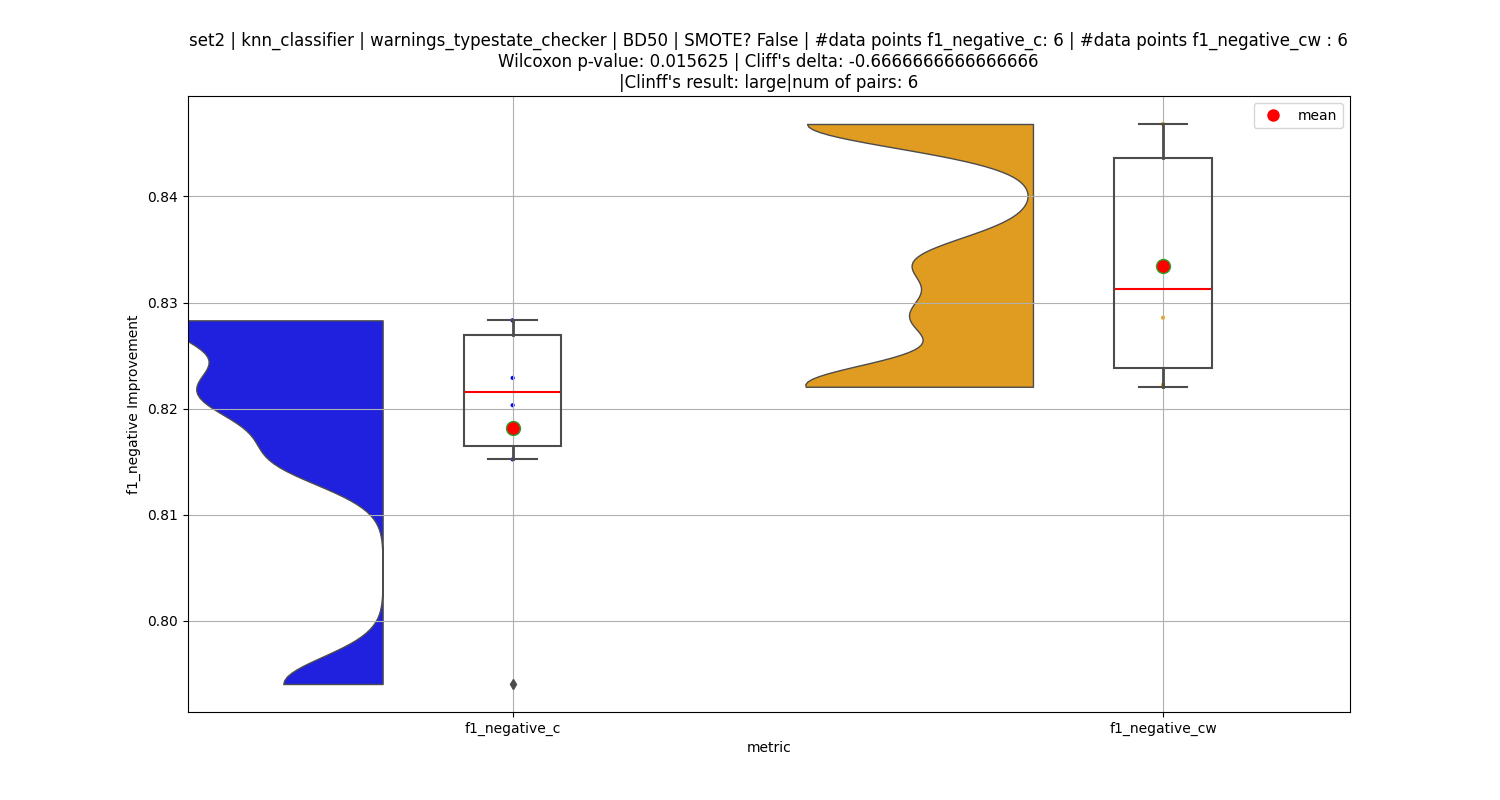 set2 | knn_classifier | warnings_typestate_checker | BD50 | SMOTE? False | #data points f1_negative_c: 6 | #data points f1_negative_cw : 6
Wilcoxon p-value: 0.015625 | Cliff's delta: -0.6666666666666666
|Clinff's result: large|num of pairs: 6
mean
0.84
0.83
0.82
0.81
0.80
f1_negative Improvement
f1_negative_c
f1_negative_cw
metric